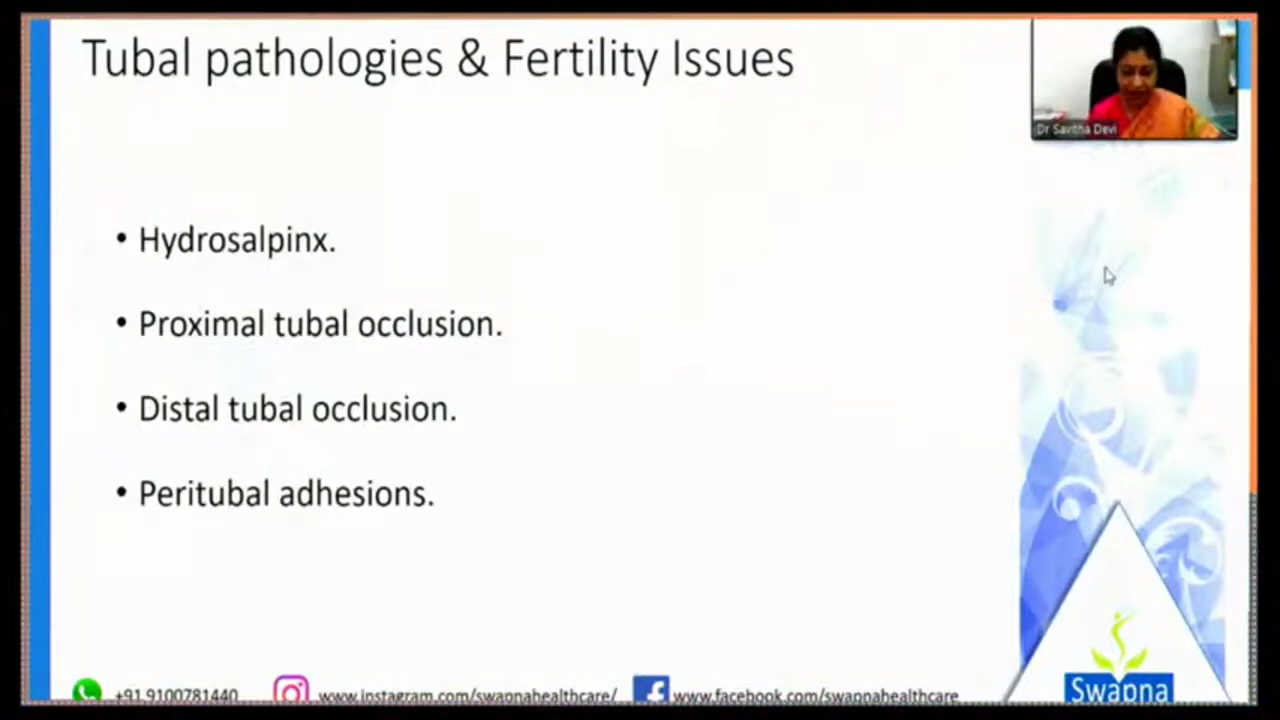 Tubal pathologies & Fertility Issues
Dr Savitha Devi
• Hydrosalpinx.
• Proximal tubal occlusion.
• Distal tubal occlusion.
• Peritubal adhesions.
+91 9100781440
www.instagram.com/swapnahealthcare/
www.facebook.com/swapnahealthcare
Swapna